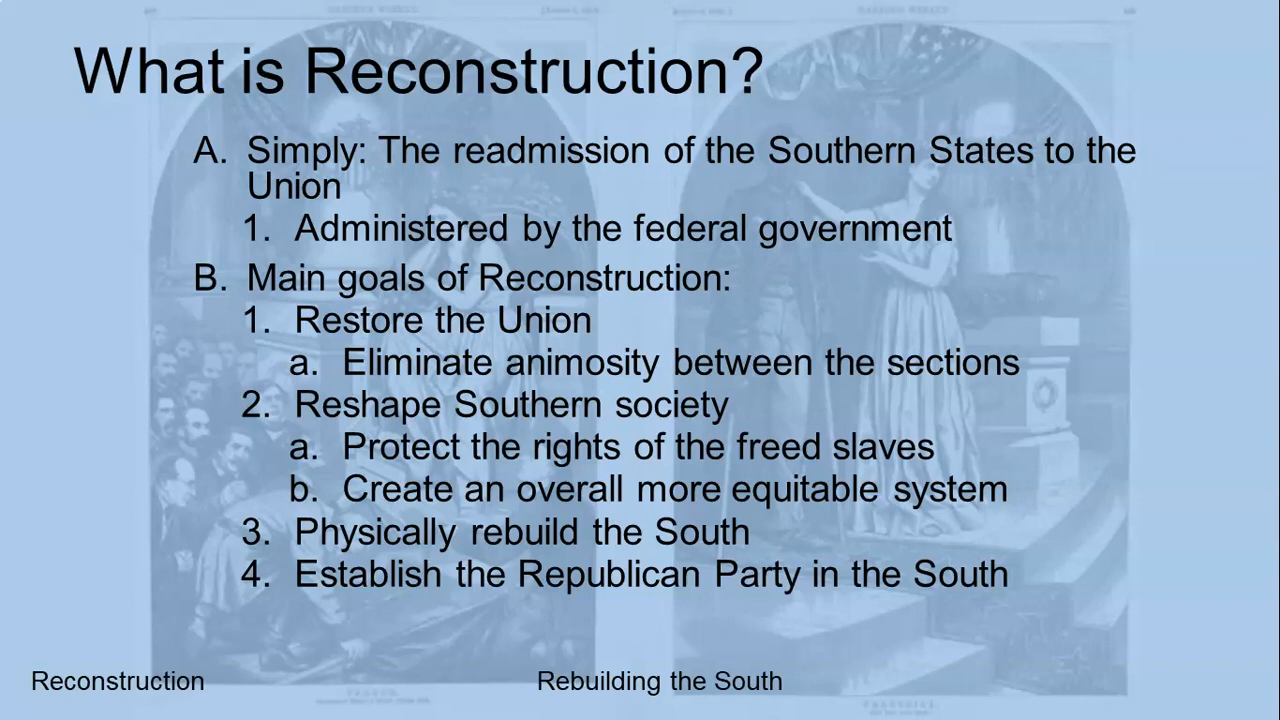 What is Reconstruction?
A. Simply: The readmission of the Southern States to the
Union
1. Administered by the federal government
B. Main goals of Reconstruction:
1. Restore the Union
a. Eliminate animosity between the sections
2. Reshape Southern society
a. Protect the rights of the freed slaves
b. Create an overall more equitable system
3. Physically rebuild the South
4. Establish the Republican Party in the South
Reconstruction
Rebuilding the South